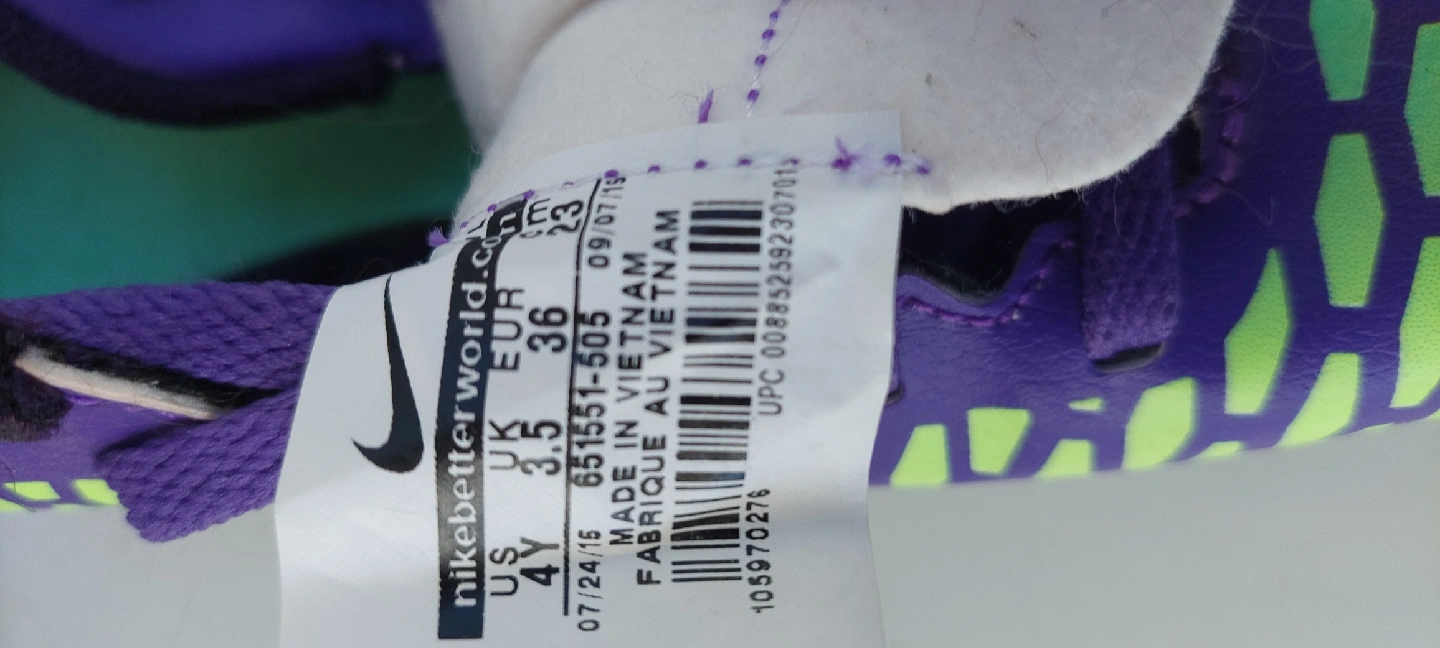 nikebetterworld.com
US UK EUR cm
4Y 3.5 36 23
07/24/15 651551-505 09/07/15
MADE IN VIETNAM
FABRIQUE AU VIETNAM
UPC 00885259230701
105970276